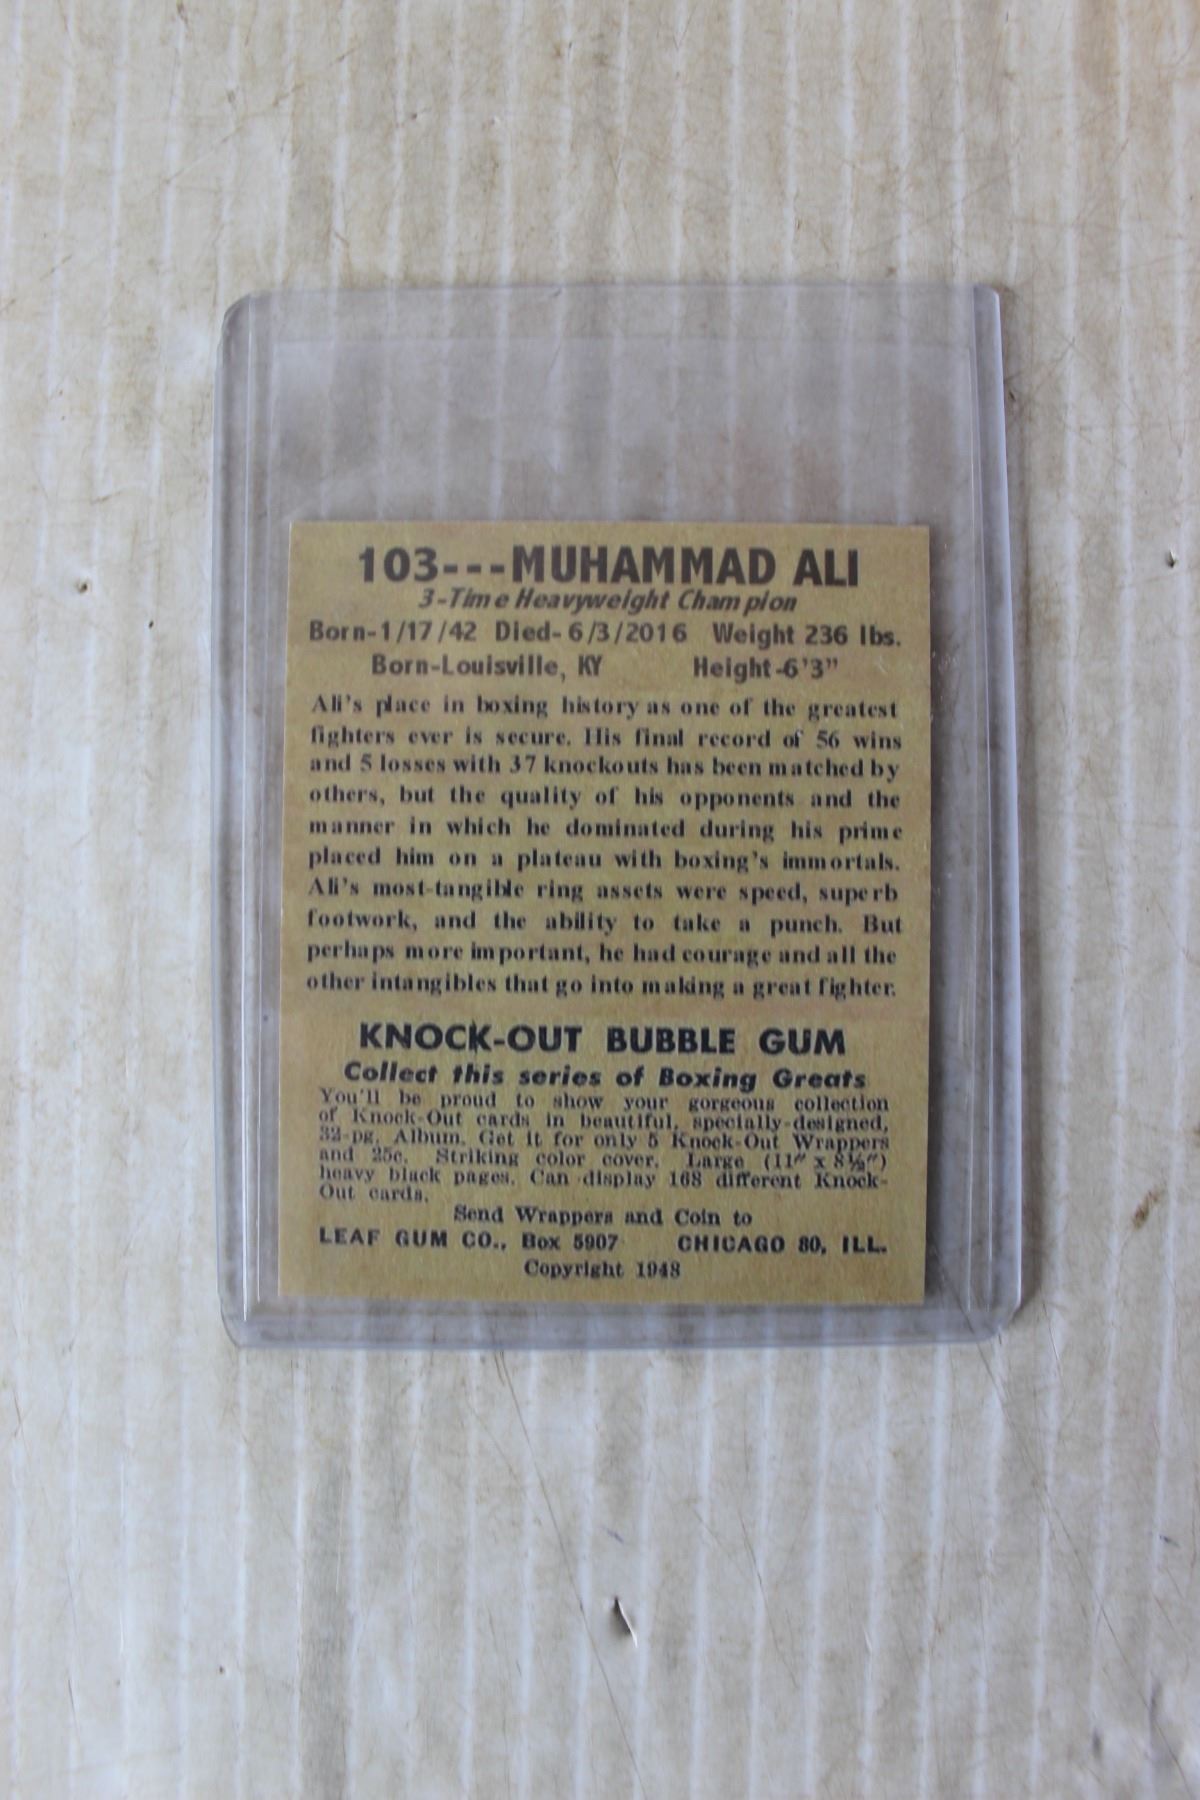 103---MUHAMMAD ALI
3-Time Heavyweight Champion
Born-1/17/42 Died-6/3/2016 Weight 236 lbs.
Born-Louisville, KY Height-6'3"
Ali's place in boxing history as one of the greatest
fighters ever is secure. His final record of 56 wins
and 5 losses with 37 knockouts has been matched by
others, but the quality of his opponents and the
manner in which he dominated during his prime
placed him on a plateau with boxing's immortals.
Ali's most-tangible ring assets were speed, superb
footwork, and the ability to take a punch. But
perhaps more important, he had courage and all the
other intangibles that go into making a great fighter.
KNOCK-OUT BUBBLE GUM
Collect this series of Boxing Greats
You'll be proud to show your gorgeous collection
of Knock-Out cards in beautiful, specially-designed,
32-pg. Album. Get it for only 5 Knock-Out Wrappers
and 25c. Striking color cover. Large (11" x 8½")
heavy black pages. Can display 168 different Knock-
Out cards.
Send Wrappers and Coin to
LEAF GUM CO., Box 5907 CHICAGO 80, ILL.
Copyright 1948